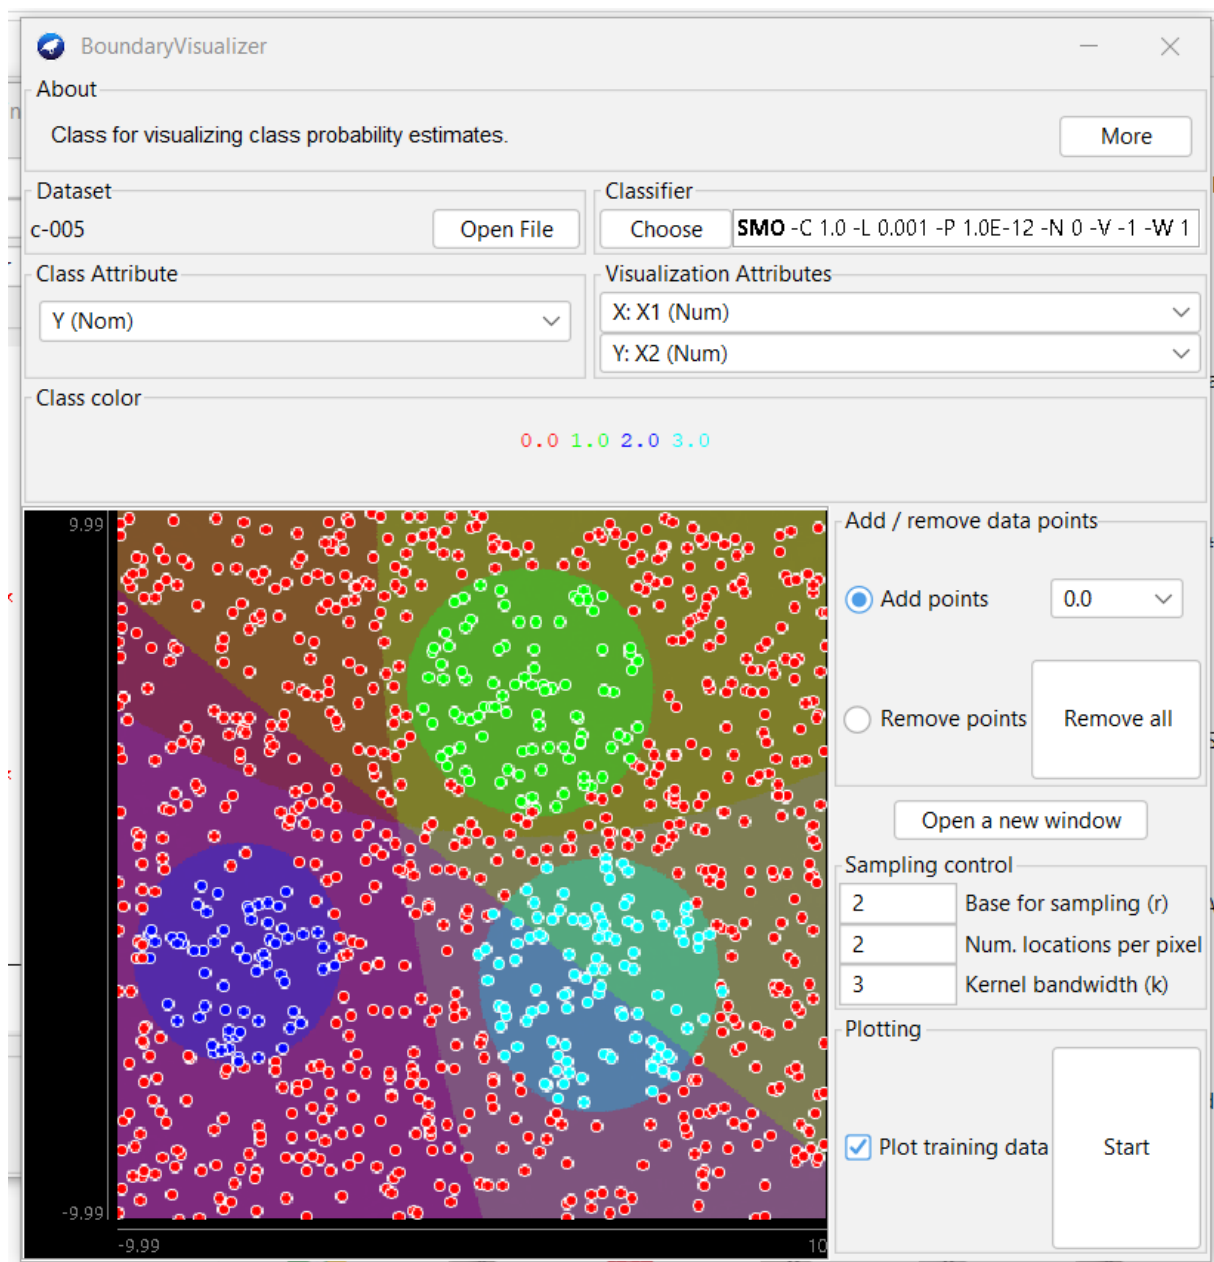 BoundaryVisualizer
About
Class for visualizing class probability estimates.
More
Dataset
c-005
Open File
Classifier
Choose
SMO -C 1.0 -L 0.001 -P 1.0E-12 -N 0 -V -1 -W 1
Class Attribute
Y (Nom)
Visualization Attributes
X: X1 (Num)
Y: X2 (Num)
Class color
0.0 1.0 2.0 3.0
9.99
-9.99
-9.99
10
Add / remove data points
Add points
0.0
Remove points
Remove all
Open a new window
Sampling control
2 Base for sampling (r)
2 Num. locations per pixel
3 Kernel bandwidth (k)
Plotting
Plot training data
Start